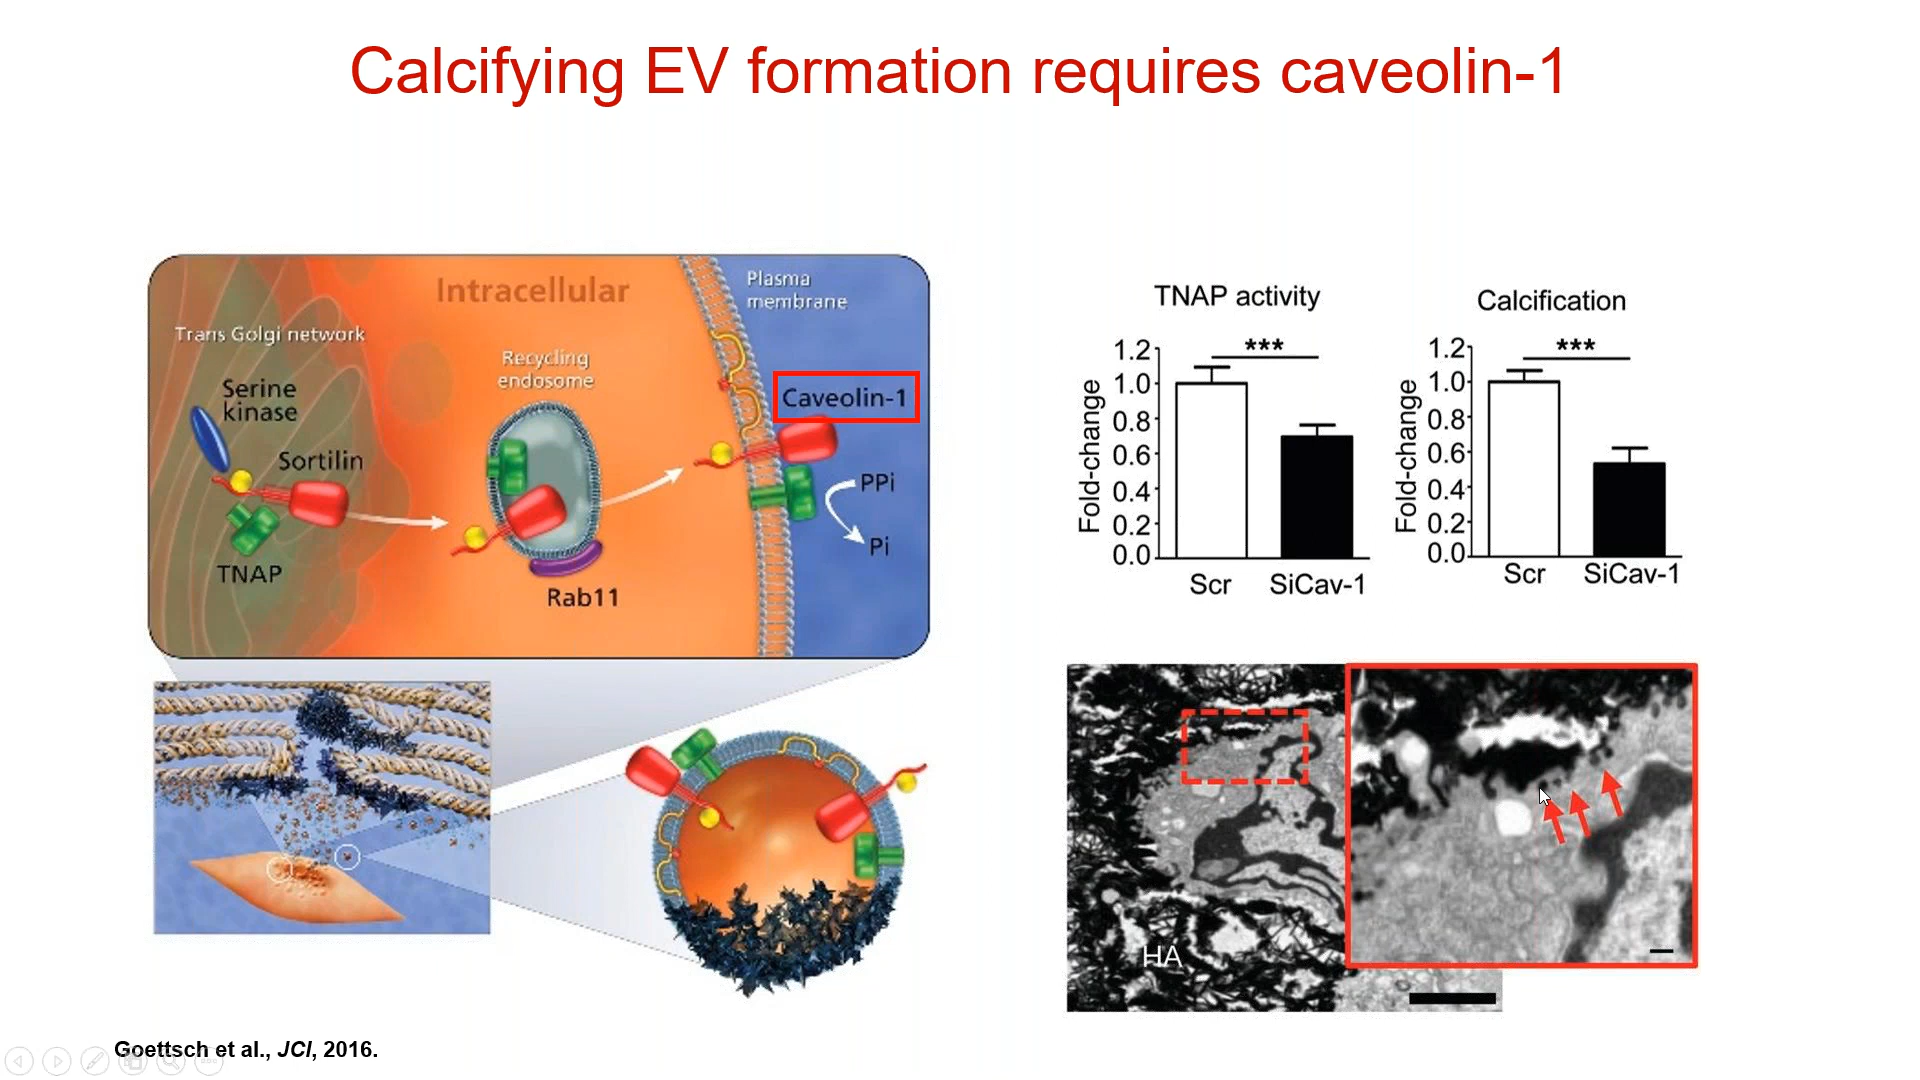 Calcifying EV formation requires caveolin-1
Intracellular
Plasma
membrane
Trans Golgi network
Recycling
endosome
Serine
kinase
Caveolin-1
Sortilin
PPi
Pi
TNAP
Rab11
TNAP activity
***
Fold-change
1.2
1.0
0.8
0.6
0.4
0.2
0.0
Scr
SiCav-1
Calcification
***
Fold-change
1.2
1.0
0.8
0.6
0.4
0.2
0.0
Scr
SiCav-1
HA
Goettsch et al., JCI, 2016.